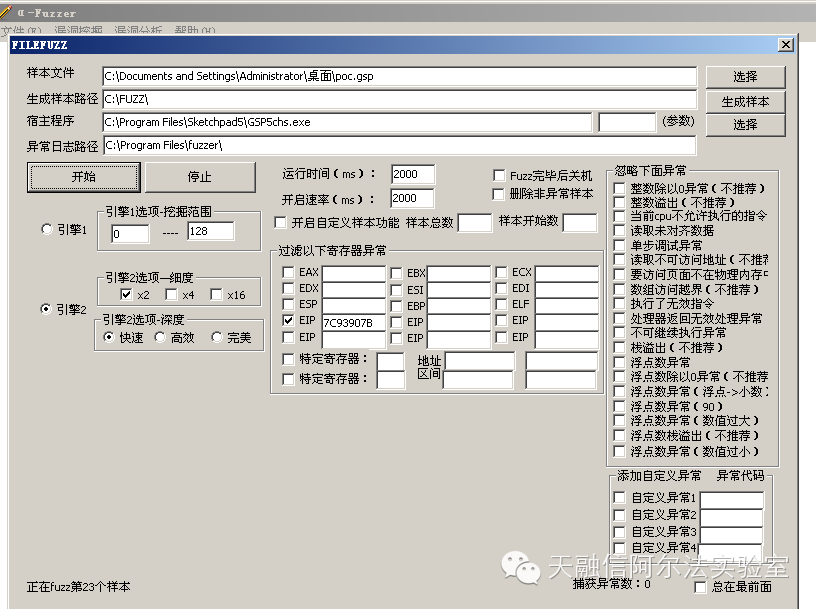 α-Fuzzer
文件(F) 漏洞挖掘 漏洞分析 帮助(H)
FILEFUZZ
样本文件 C:\Documents and Settings\Administrator\桌面\poc.gsp 选择
生成样本路径 C:\FUZZ\ 生成样本
宿主程序 C:\Program Files\Sketchpad5\GSP5chs.exe (参数) 选择
异常日志路径 C:\Program Files\fuzzer\
开始 停止
运行时间(ms): 2000
开启速率(ms): 2000
Fuzz完毕后关机
删除非异常样本
开启自定义样本功能 样本总数 样本开始数
引擎1
引擎1选项-挖掘范围
0 ---- 128
引擎2
引擎2选项—细度
x2 x4 x16
引擎2选项-深度
快速 高效 完美
过滤以下寄存器异常
EAX EBX ECX
EDX ESI EDI
ESP EBP ELF
EIP 7C93907B EIP EIP
EIP EIP EIP
特定寄存器: 地址
特定寄存器: 区间
忽略下面异常
整数除以0异常(不推荐)
整数溢出(不推荐)
当前cpu不允许执行的指令
读取未对齐数据
单步调试异常
读取不可访问地址(不推荐
要访问页面不在物理内存中
数组访问越界(不推荐)
执行了无效指令
处理器返回无效处理异常
不可继续执行异常
栈溢出(不推荐)
浮点数异常
浮点数除以0异常(不推荐
浮点数异常(浮点->小数)
浮点数异常(90)
浮点数异常(数值过大)
浮点数栈溢出(不推荐)
浮点数异常(数值过小)
添加自定义异常 异常代码
自定义异常1
自定义异常2
自定义异常3
自定义异常4
天融信阿尔法实验室
正在fuzz第23个样本
捕获异常数:0
总在最前面